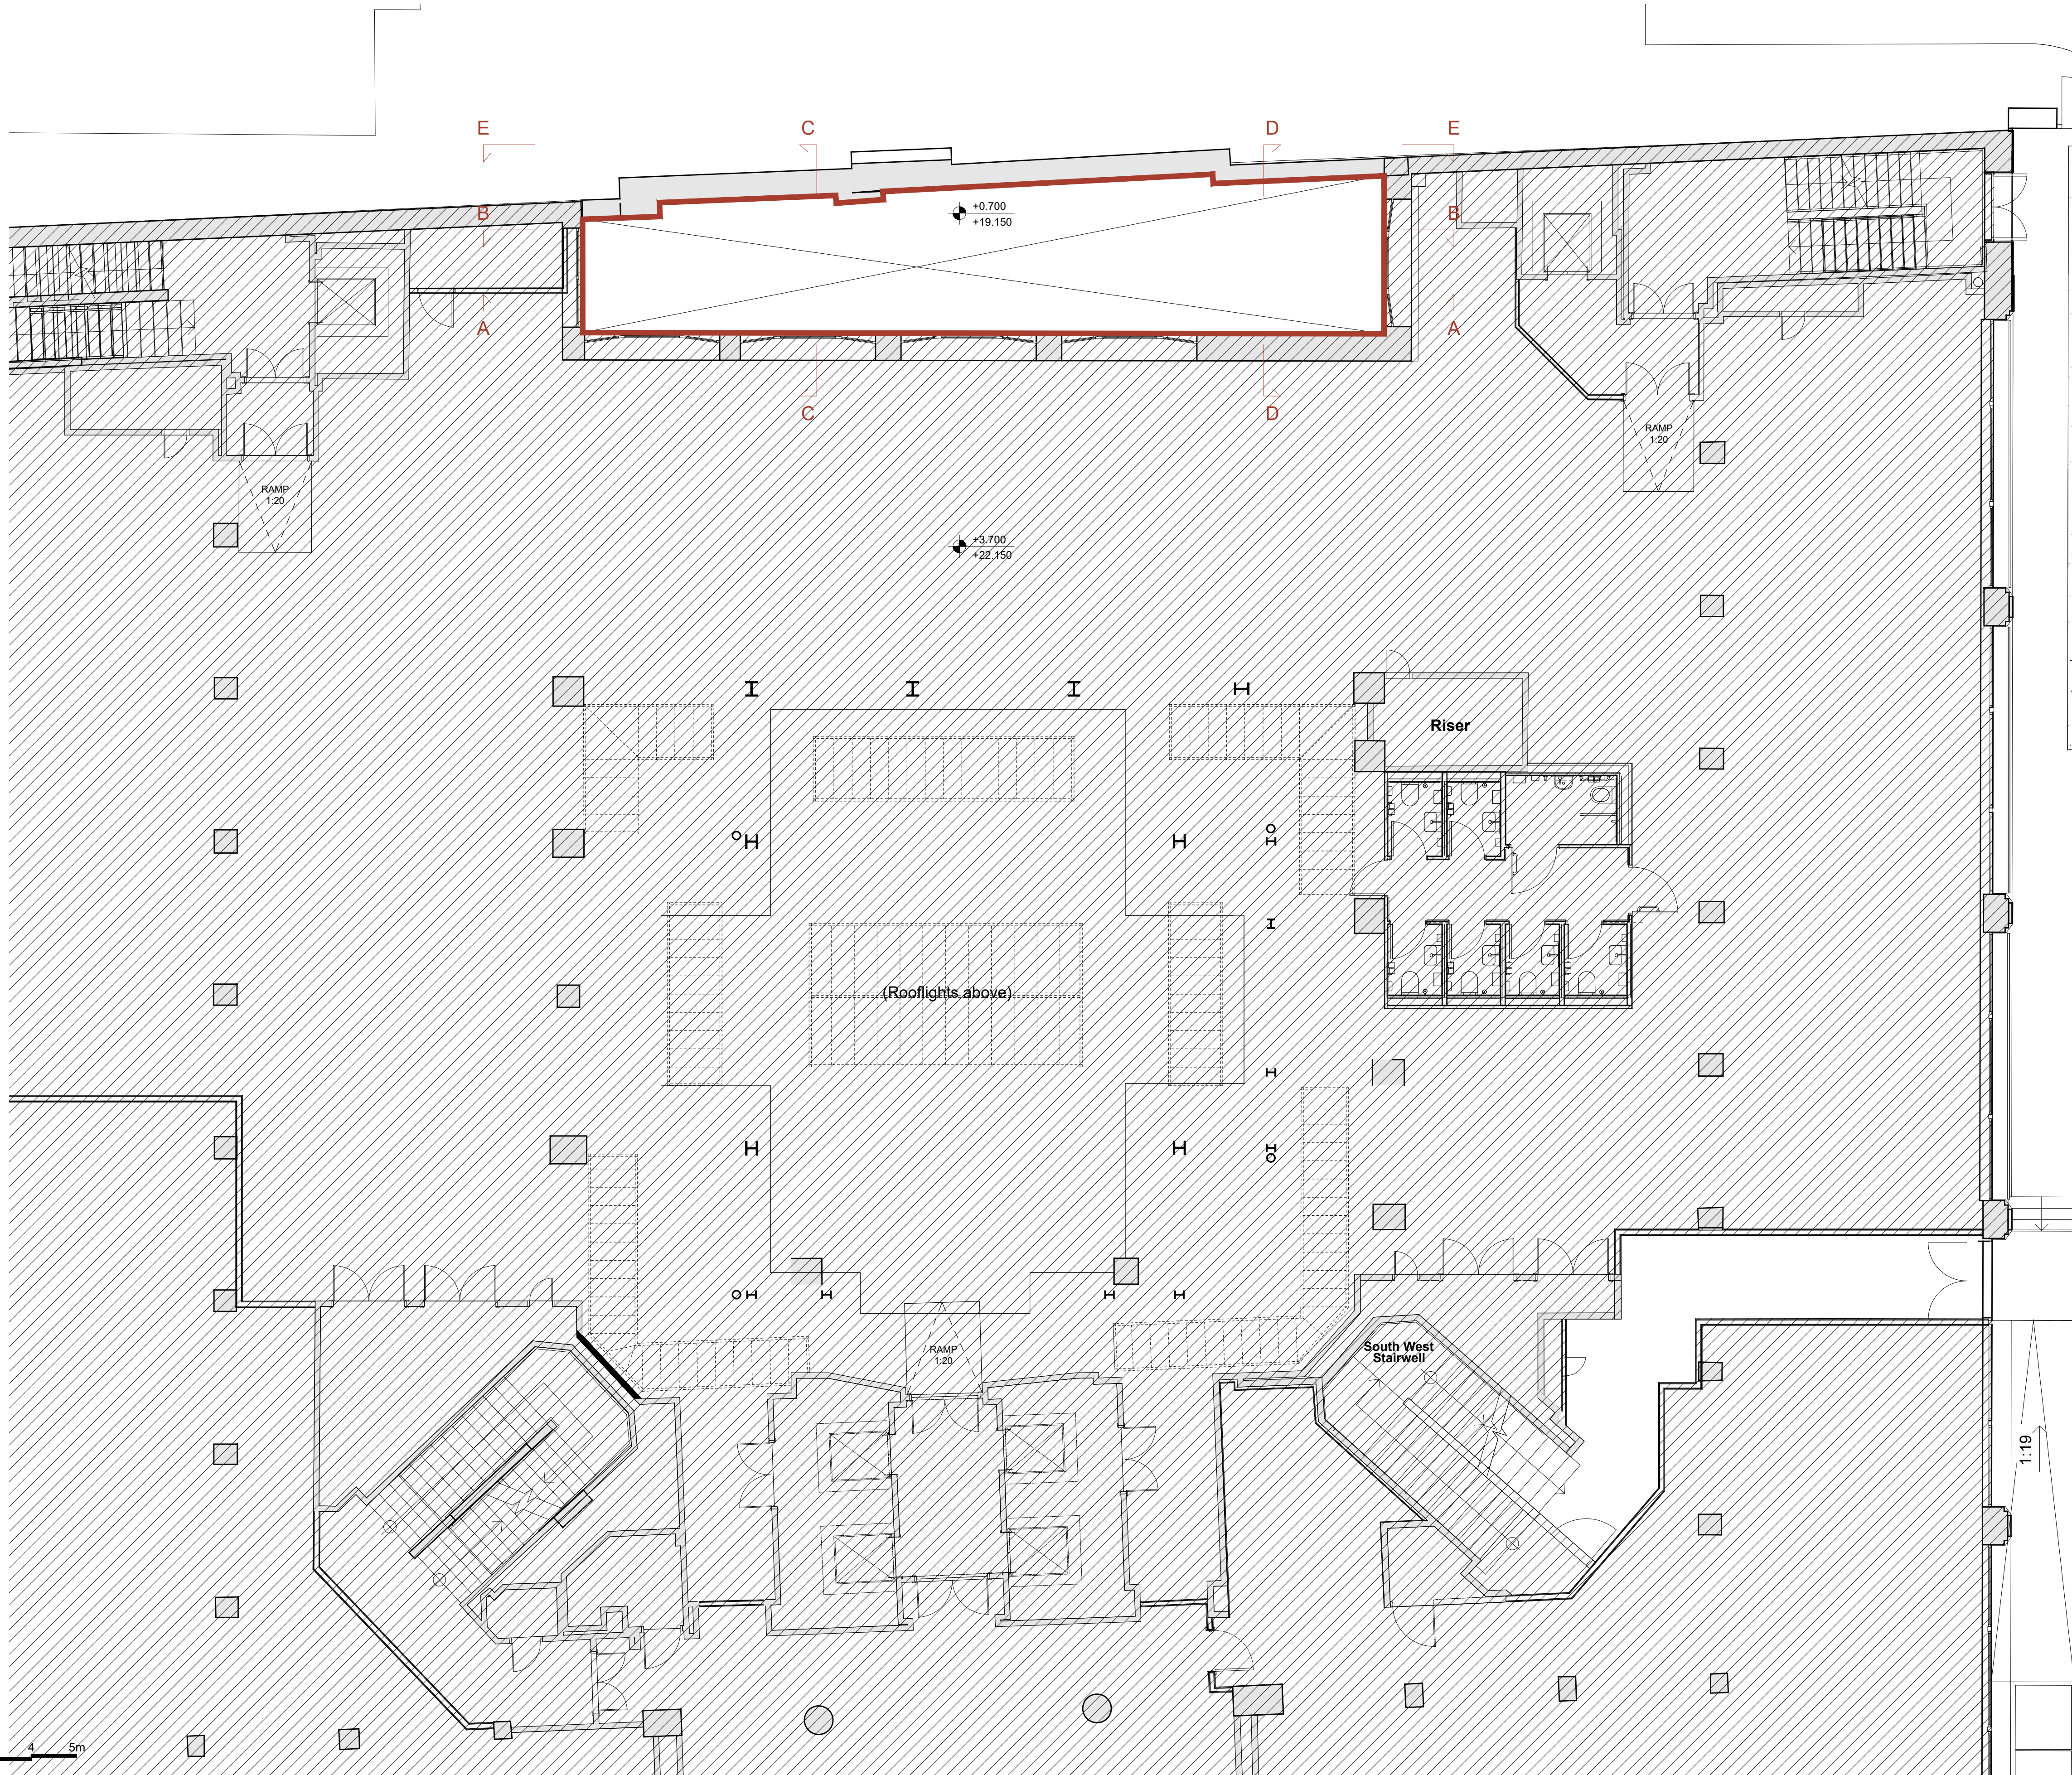 E
C
D
E
+0.700
+19.150
B
B
A
A
C
D
RAMP
1:20
RAMP
1:20
+3.700
+22.150
Riser
(Rooflights above)
RAMP
1:20
South West
Stairwell
1:19
4
5m